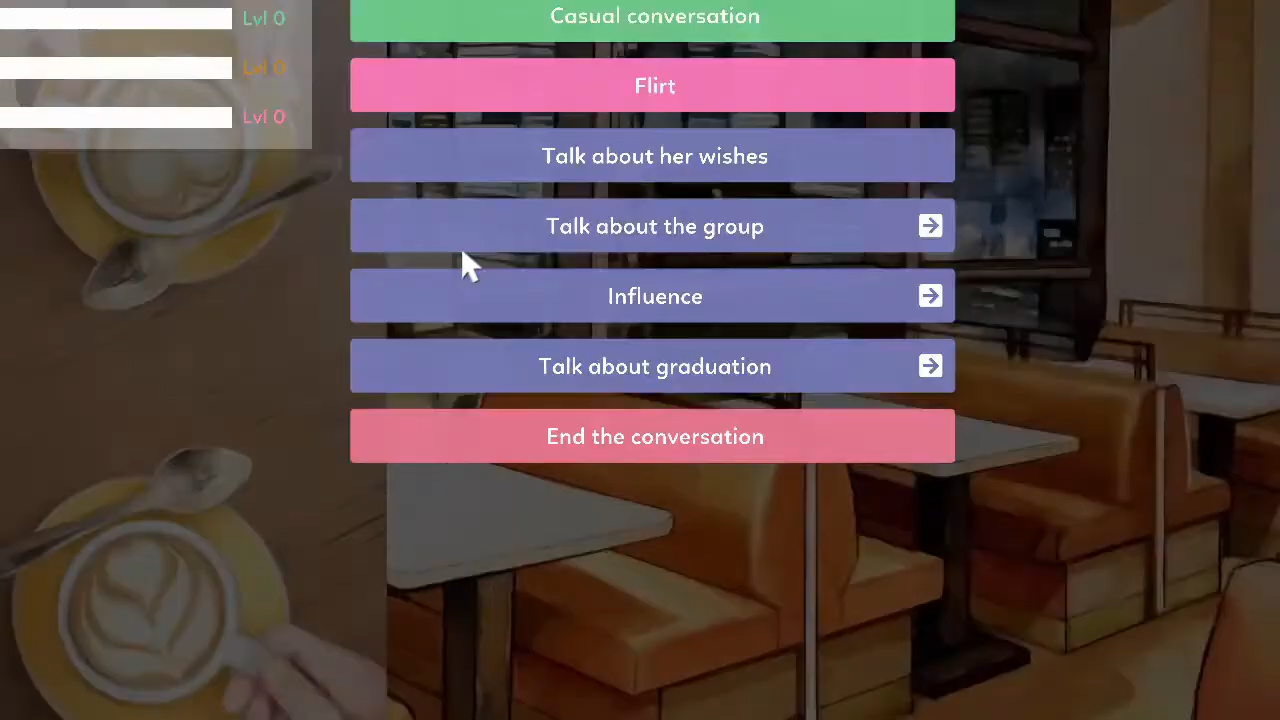 Lvl 0
Lvl 0
Lvl 0
Casual conversation
Flirt
Talk about her wishes
Talk about the group
Influence
Talk about graduation
End the conversation